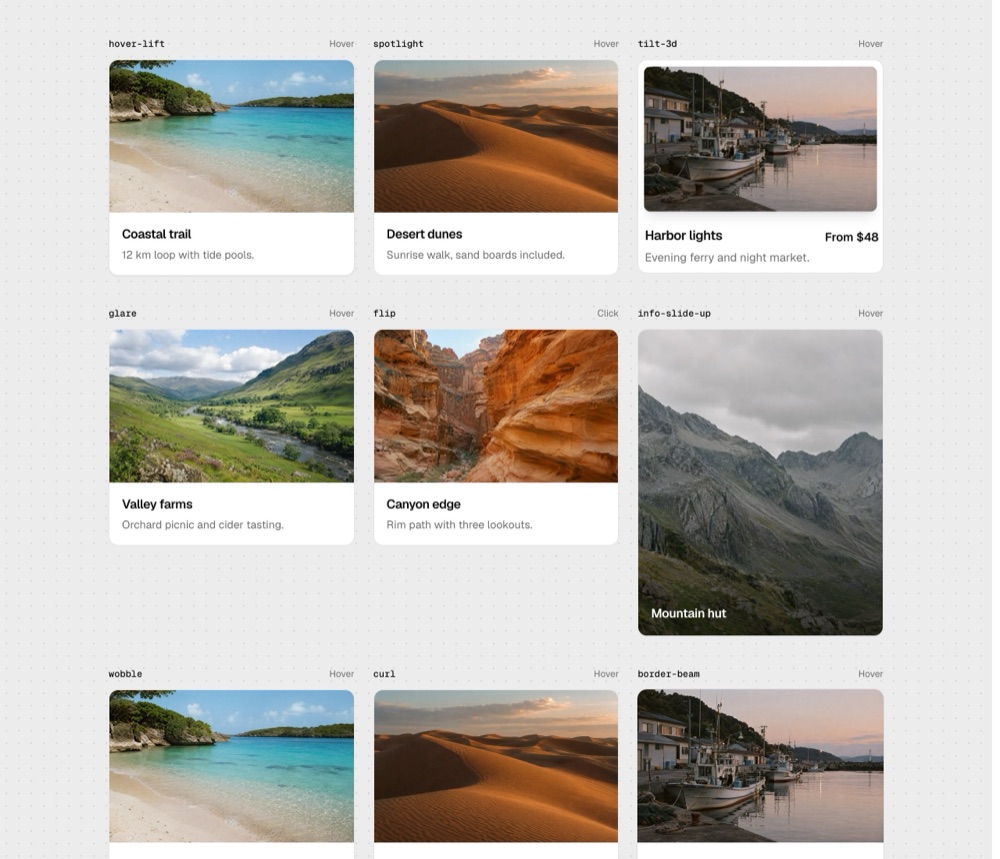 hover-lift Hover
spotlight Hover
tilt-3d Hover
Coastal trail
12 km loop with tide pools.
Desert dunes
Sunrise walk, sand boards included.
Harbor lights From $48
Evening ferry and night market.
glare Hover
flip Click
info-slide-up Hover
Valley farms
Orchard picnic and cider tasting.
Canyon edge
Rim path with three lookouts.
Mountain hut
wobble Hover
curl Hover
border-beam Hover